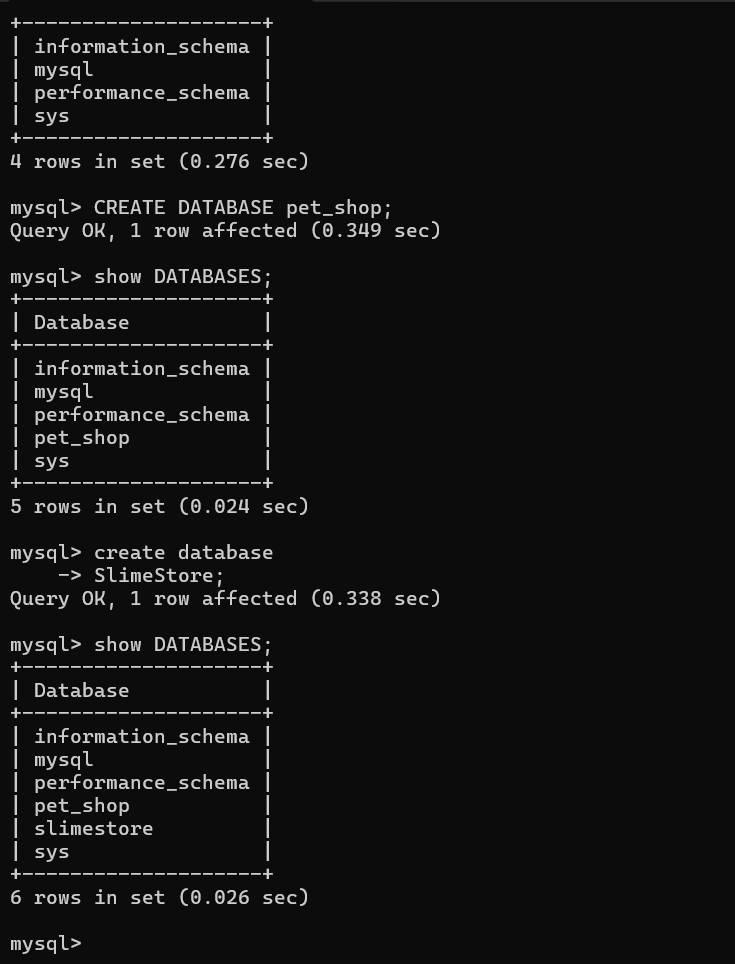 +--------------------+
| information_schema |
| mysql              |
| performance_schema |
| sys                |
+--------------------+
4 rows in set (0.276 sec)

mysql> CREATE DATABASE pet_shop;
Query OK, 1 row affected (0.349 sec)

mysql> show DATABASES;
+--------------------+
| Database           |
+--------------------+
| information_schema |
| mysql              |
| performance_schema |
| pet_shop           |
| sys                |
+--------------------+
5 rows in set (0.024 sec)

mysql> create database
    -> SlimeStore;
Query OK, 1 row affected (0.338 sec)

mysql> show DATABASES;
+--------------------+
| Database           |
+--------------------+
| information_schema |
| mysql              |
| performance_schema |
| pet_shop           |
| slimestore         |
| sys                |
+--------------------+
6 rows in set (0.026 sec)

mysql>